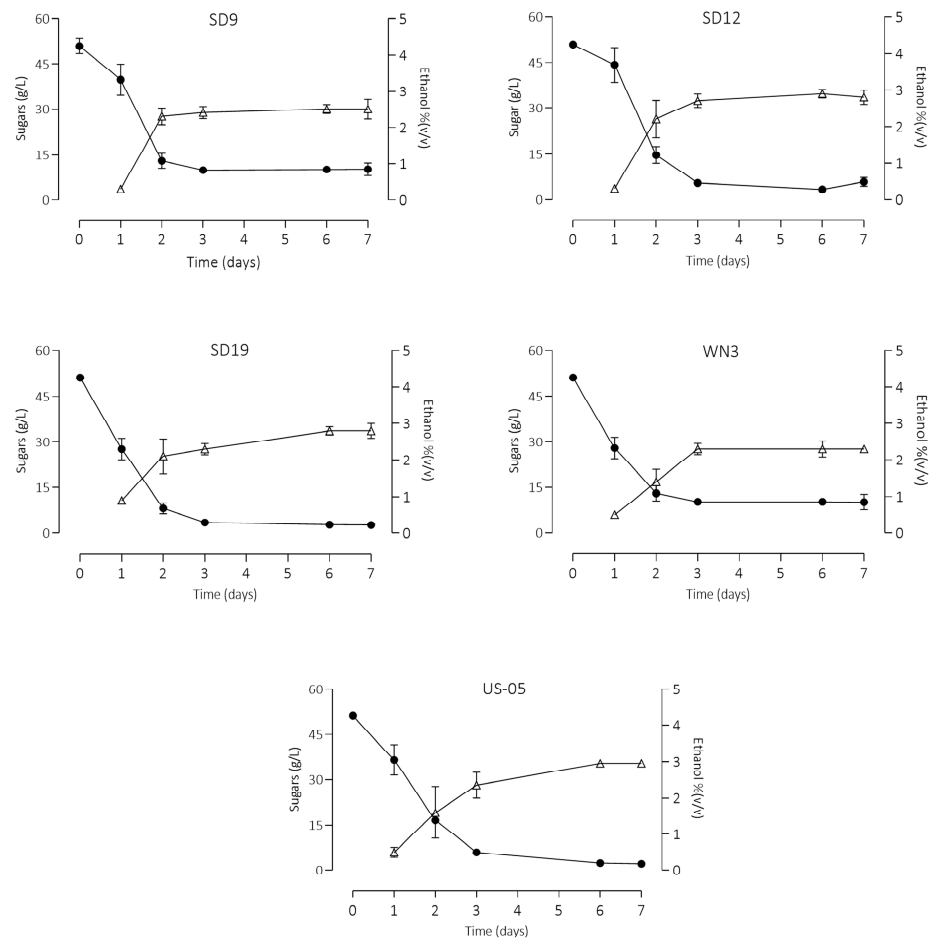 SD9
60
45
30
15
0
Sugars (g/L)
5
4
3
2
1
0
Ethanol %(v/v)
0 1 2 3 4 5 6 7
Time (days)
SD12
60
45
30
15
0
Sugar (g/L)
5
4
3
2
1
0
Ethanol %(v/v)
0 1 2 3 4 5 6 7
Time (days)
SD19
60
45
30
15
0
Sugars (g/L)
5
4
3
2
1
0
Ethanol %(v/v)
0 1 2 3 4 5 6 7
Time (days)
WN3
60
45
30
15
0
Sugars (g/L)
5
4
3
2
1
0
Ethanol %(v/v)
0 1 2 3 4 5 6 7
Time (days)
US-05
60
45
30
15
0
Sugars (g/L)
5
4
3
2
1
0
Ethanol %(v/v)
0 1 2 3 4 5 6 7
Time (days)